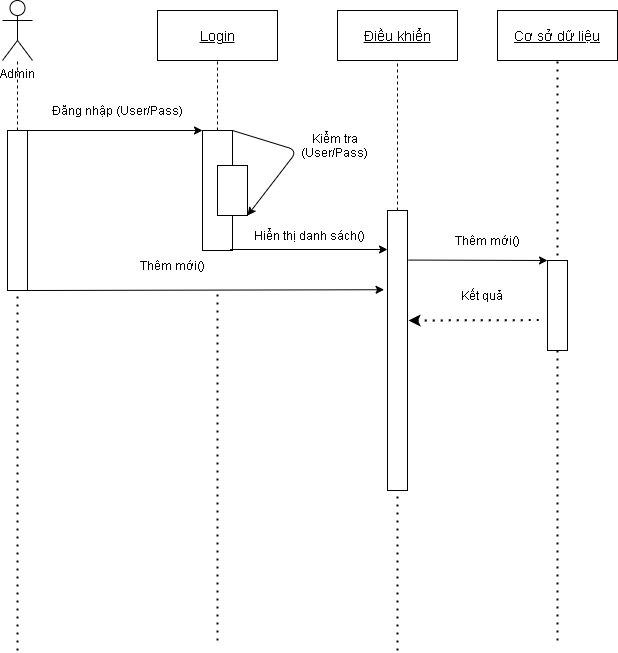 Admin
Login
Điều khiển
Cơ sở dữ liệu
Đăng nhập (User/Pass)
Kiểm tra
(User/Pass)
Hiển thị danh sách()
Thêm mới()
Thêm mới()
Kết quả